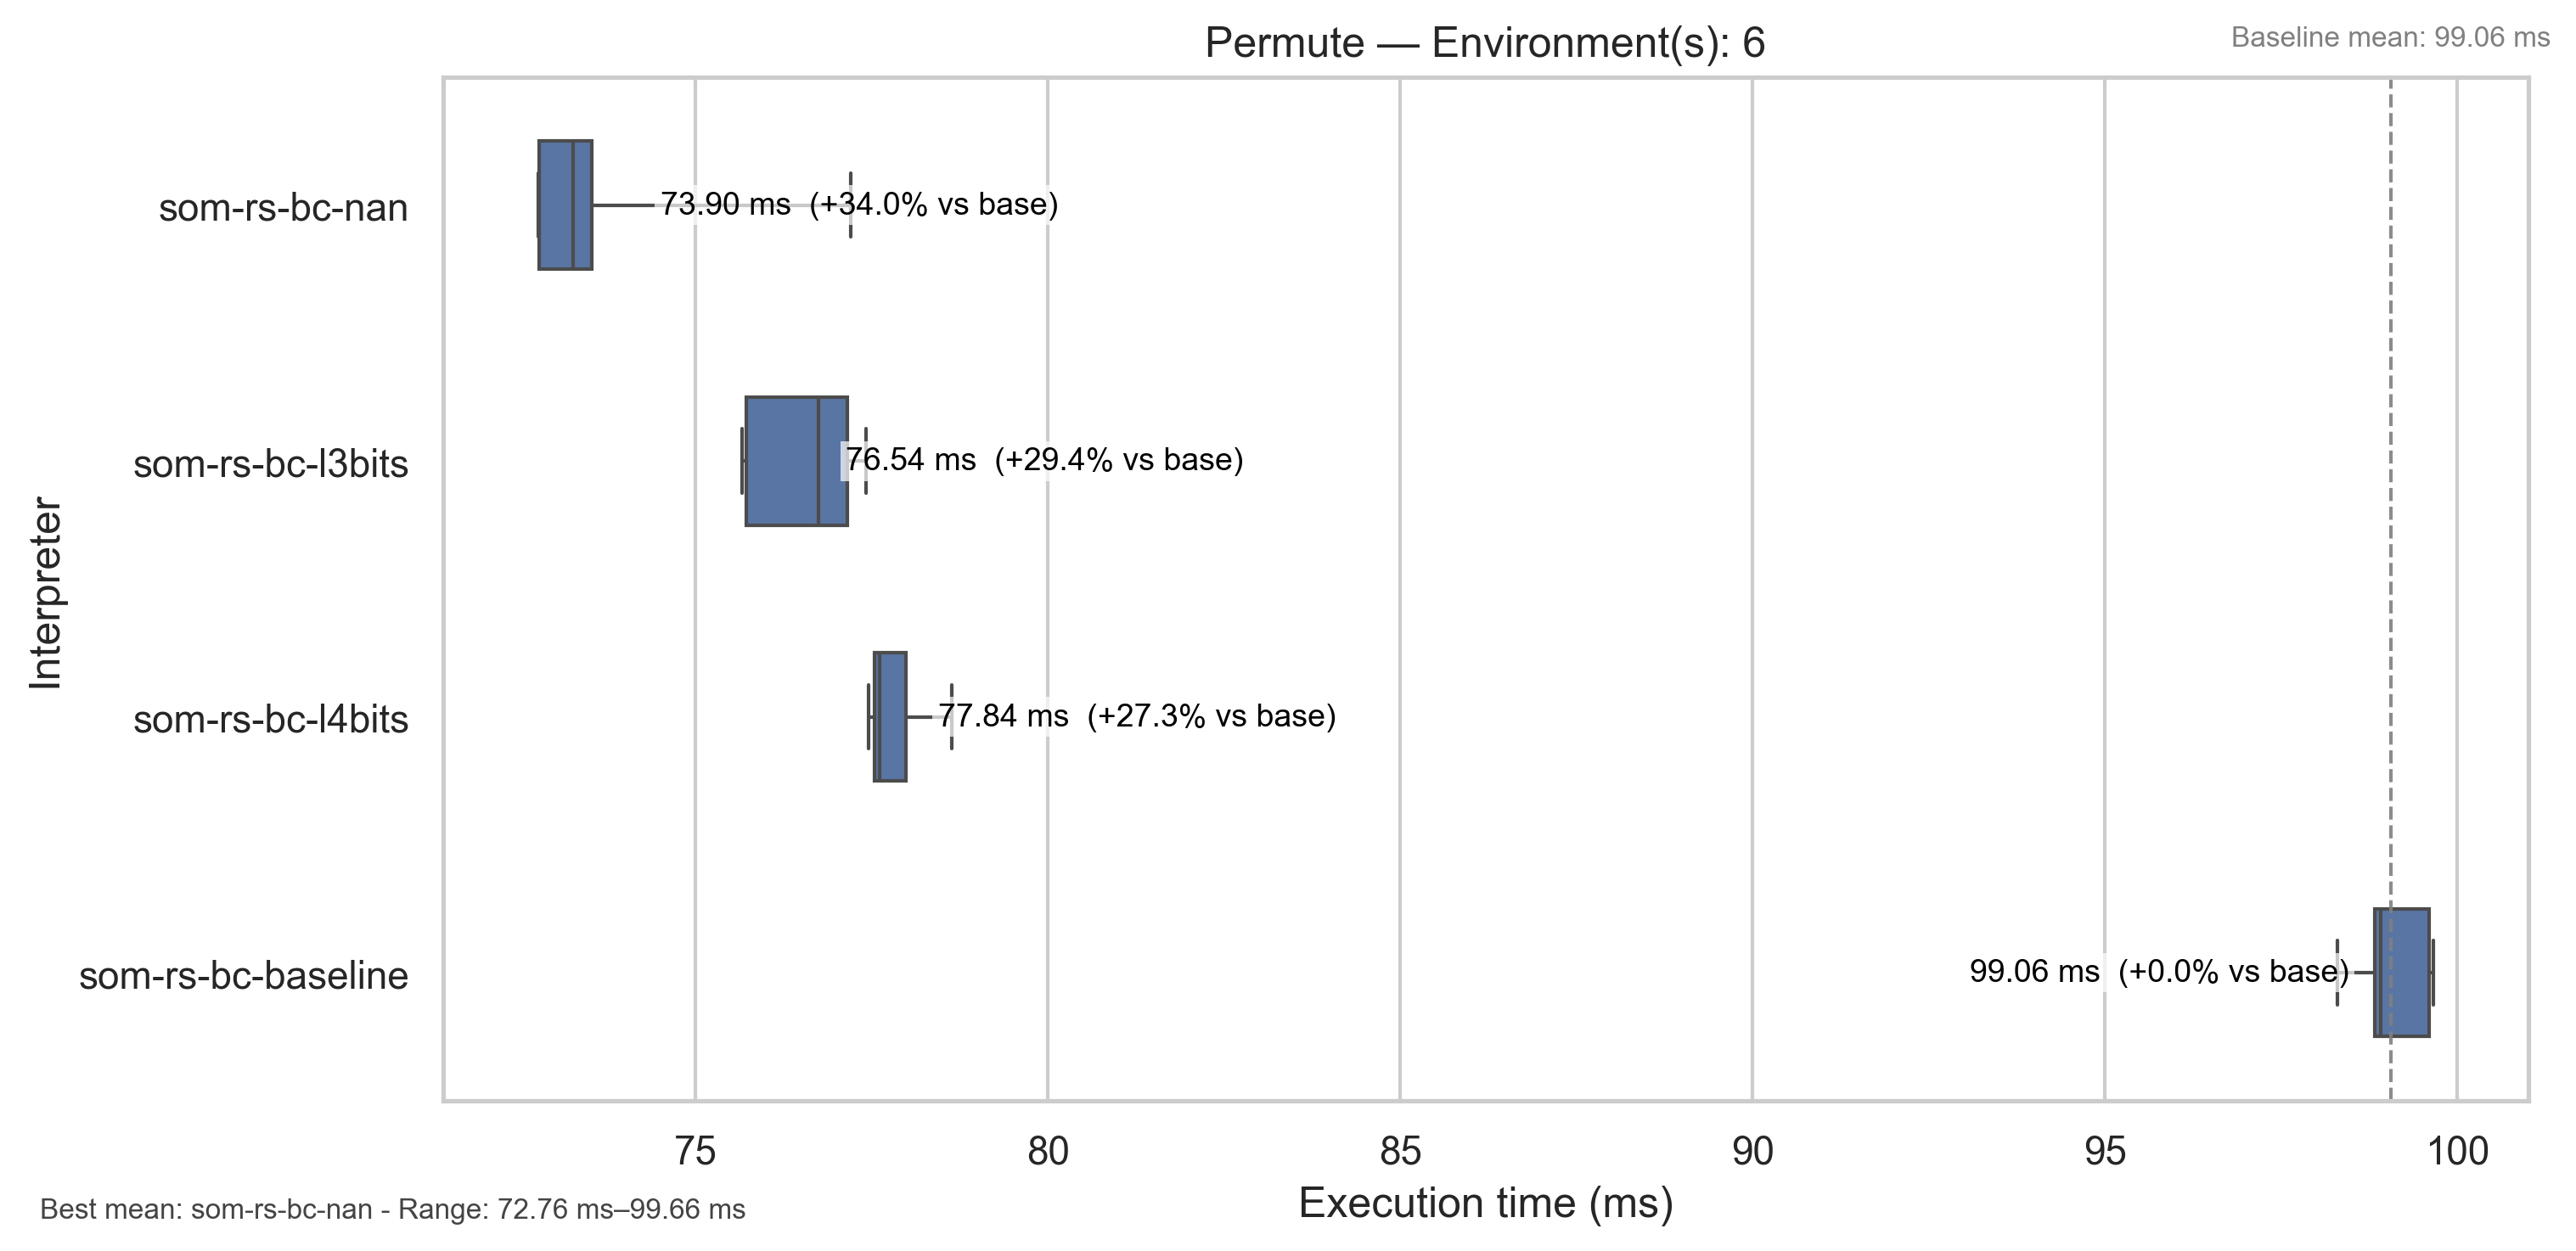 Permute — Environment(s): 6
Baseline mean: 99.06 ms
som-rs-bc-nan
73.90 ms  (+34.0% vs base)
som-rs-bc-l3bits
76.54 ms  (+29.4% vs base)
som-rs-bc-l4bits
77.84 ms  (+27.3% vs base)
som-rs-bc-baseline
99.06 ms  (+0.0% vs base)
Interpreter
75 80 85 90 95 100
Execution time (ms)
Best mean: som-rs-bc-nan - Range: 72.76 ms–99.66 ms